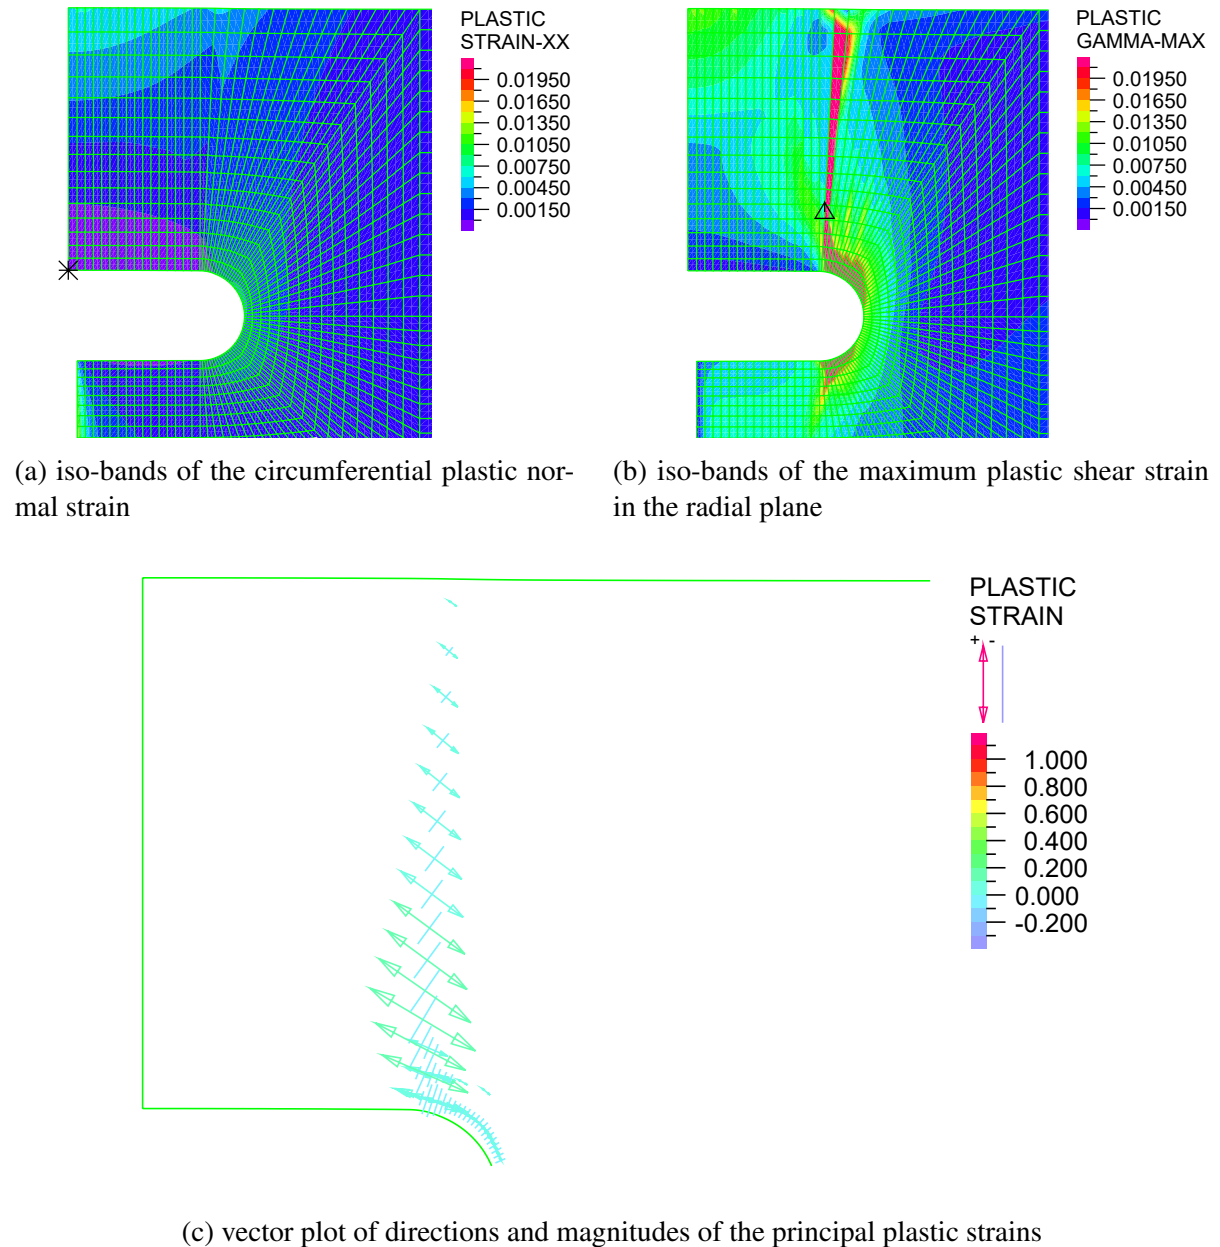 PLASTIC
STRAIN-XX
0.01950
0.01650
0.01350
0.01050
0.00750
0.00450
0.00150
PLASTIC
GAMMA-MAX
0.01950
0.01650
0.01350
0.01050
0.00750
0.00450
0.00150
(a) iso-bands of the circumferential plastic nor-
mal strain
(b) iso-bands of the maximum plastic shear strain
in the radial plane
PLASTIC
STRAIN
+ -
1.000
0.800
0.600
0.400
0.200
0.000
-0.200
(c) vector plot of directions and magnitudes of the principal plastic strains